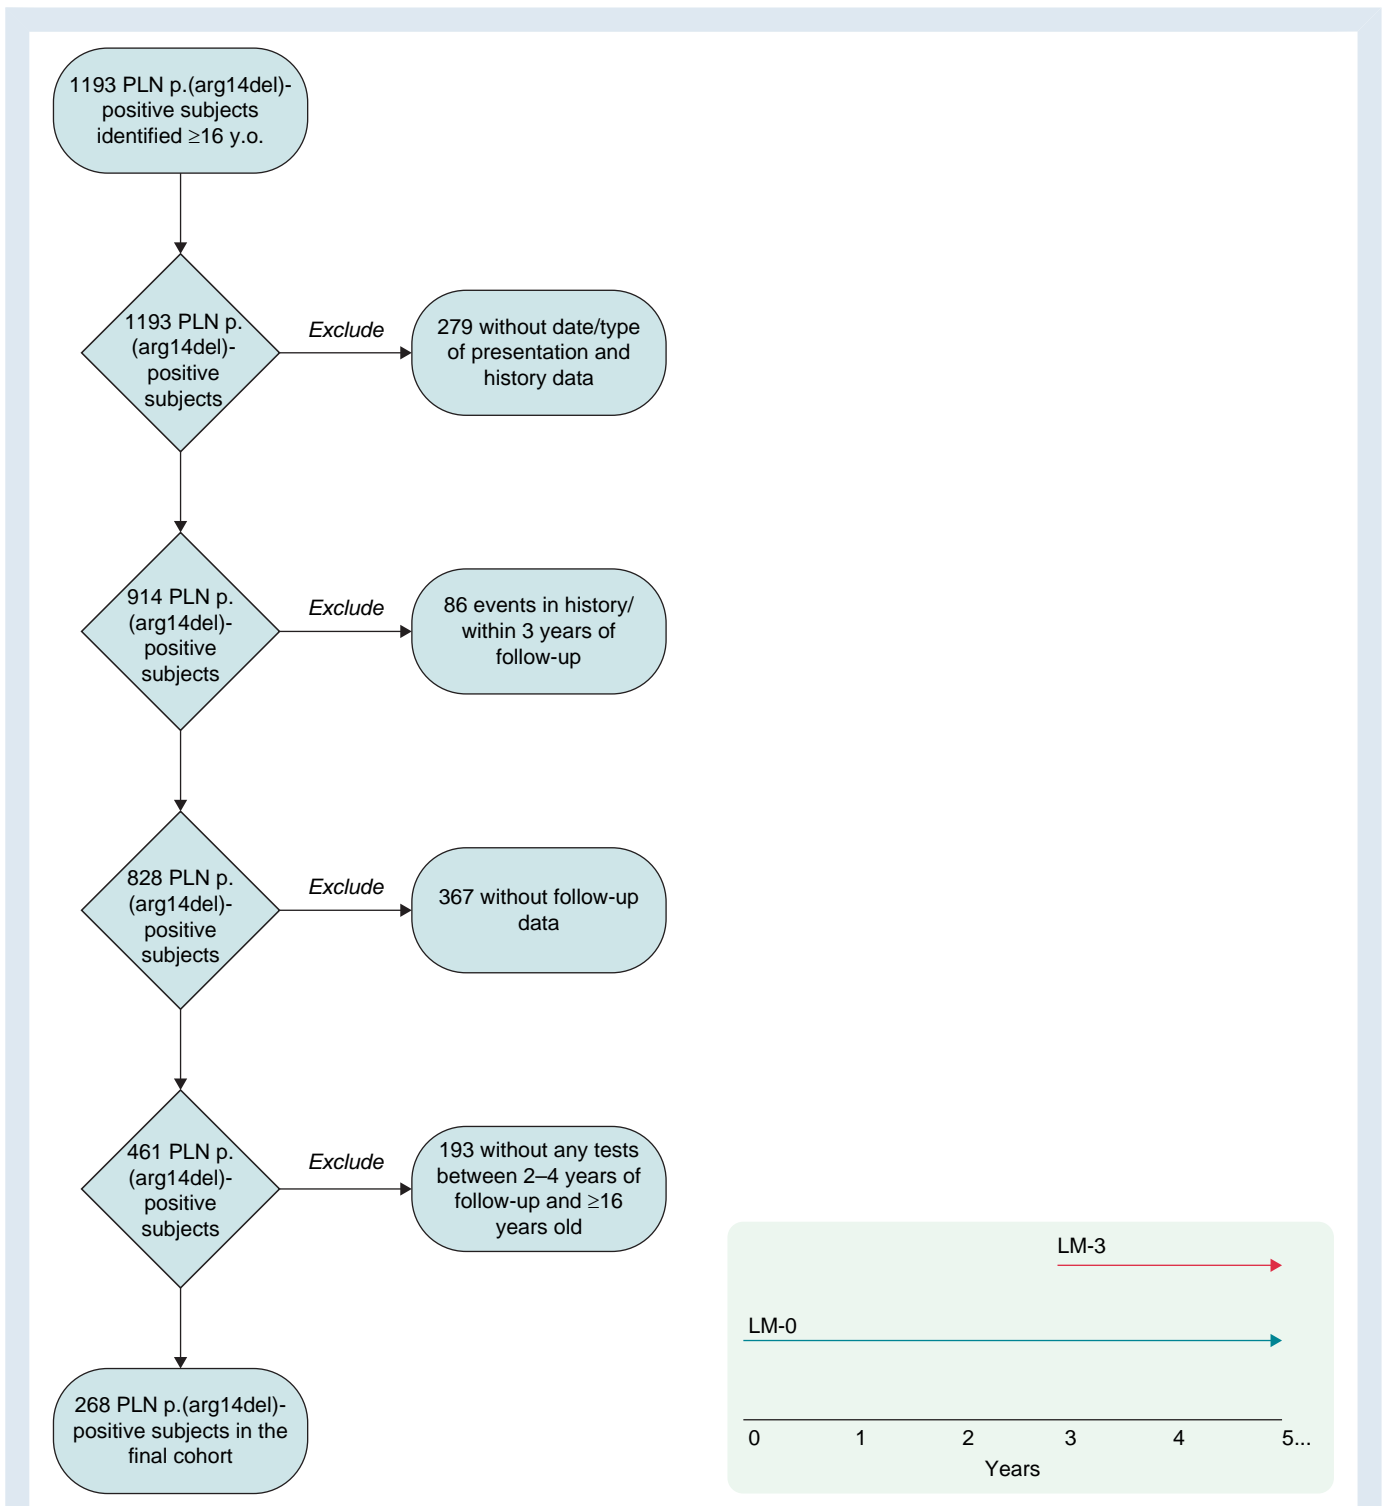 1193 PLN p.(arg14del)-
positive subjects
identified ≥16 y.o.
1193 PLN p.
(arg14del)-
positive
subjects
Exclude
279 without date/type
of presentation and
history data
914 PLN p.
(arg14del)-
positive
subjects
Exclude
86 events in history/
within 3 years of
follow-up
828 PLN p.
(arg14del)-
positive
subjects
Exclude
367 without follow-up
data
461 PLN p.
(arg14del)-
positive
subjects
Exclude
193 without any tests
between 2–4 years of
follow-up and ≥16
years old
268 PLN p.(arg14del)-
positive subjects in the
final cohort
LM-3
LM-0
0 1 2 3 4 5...
Years